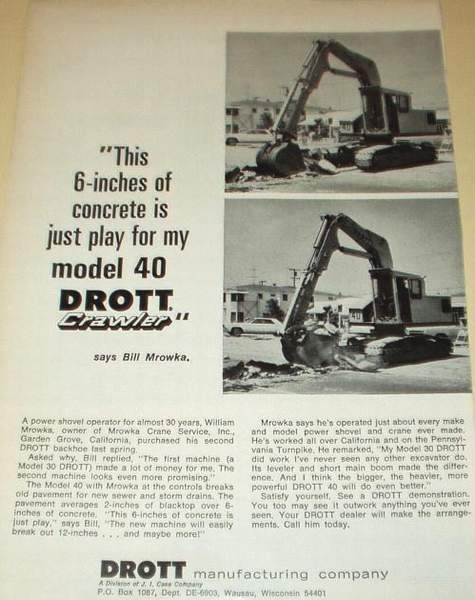 "This
6-inches of
concrete is
just play for my
model 40
DROTT
Crawler"
says Bill Mrowka.
A power shovel operator for almost 30 years, William
Mrowka, owner of Mrowka Crane Service, Inc.,
Garden Grove, California, purchased his second
DROTT backhoe last spring.
Asked why, Bill replied, "The first machine (a
Model 30 DROTT) made a lot of money for me. The
second machine looks even more promising."
The Model 40 with Mrowka at the controls breaks
old pavement for new sewer and storm drains. The
pavement averages 2-inches of blacktop over 6-
inches of concrete. "This 6-inches of concrete is
just play," says Bill, "The new machine will easily
break out 12-inches . . . and maybe more!"
Mrowka says he's operated just about every make
and model power shovel and crane ever made.
He's worked all over California and on the Pennsyl-
vania Turnpike. He remarked, "My Model 30 DROTT
did work I've never seen any other excavator do.
Its leveler and short main boom made the differ-
ence. And I think the bigger, the heavier, more
powerful DROTT 40 will do even better."
Satisfy yourself. See a DROTT demonstration.
You too may see it outwork anything you've ever
seen. Your DROTT dealer will make the arrange-
ments. Call him today.
DROTT manufacturing company
A Division of J. I. Case Company
P.O. Box 1087, Dept. DE-6903, Wausau, Wisconsin 54401